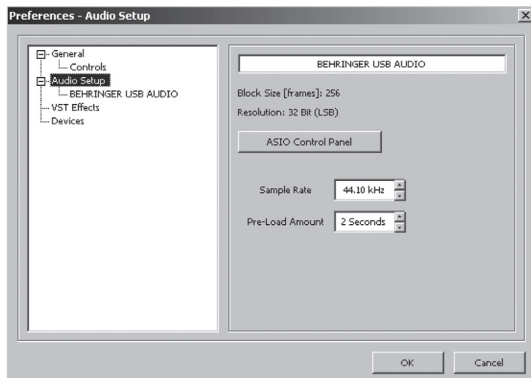 Preferences - Audio Setup
General
Controls
Audio Setup
BEHRINGER USB AUDIO
VST Effects
Devices
BEHRINGER USB AUDIO
Block Size [frames]: 256
Resolution: 32 Bit (LSB)
ASIO Control Panel
Sample Rate 44.10 kHz
Pre-Load Amount 2 Seconds
OK Cancel